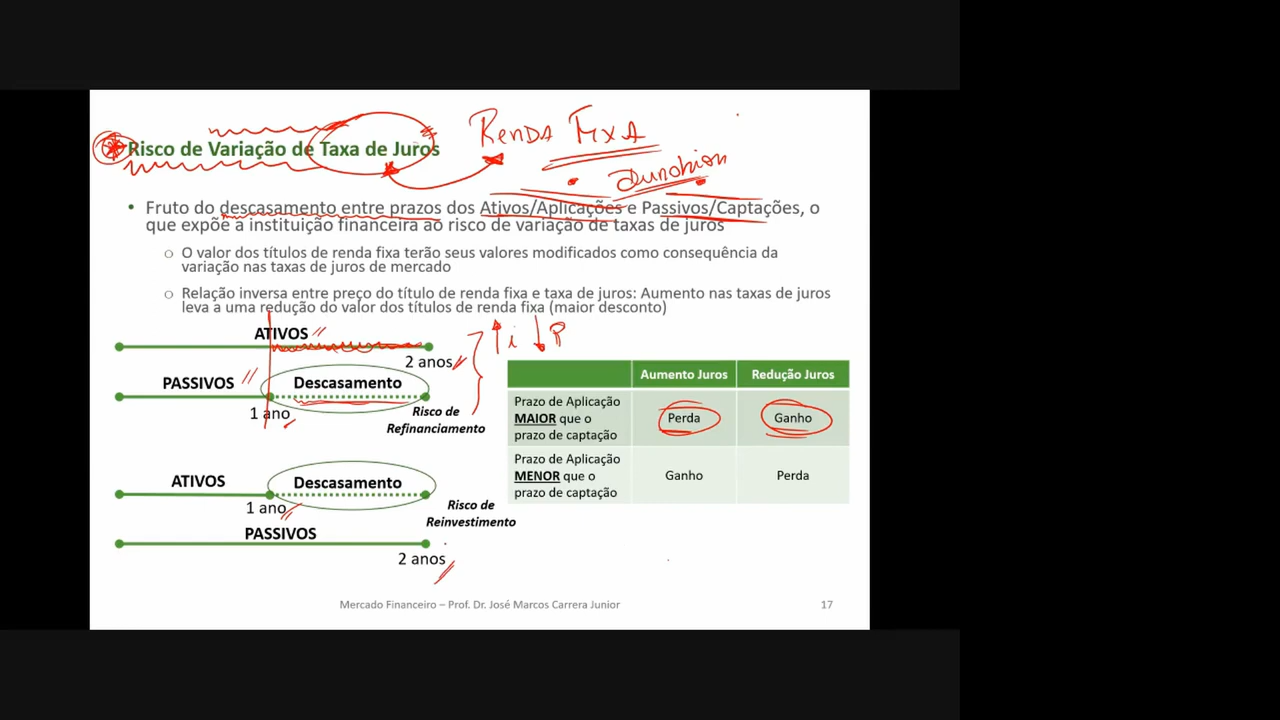 Risco de Variação de Taxa de Juros
RENDA FIXA
Duration
• Fruto do descasamento entre prazos dos Ativos/Aplicações e Passivos/Captações, o
que expõe a instituição financeira ao risco de variação de taxas de juros
o O valor dos títulos de renda fixa terão seus valores modificados como consequência da
variação nas taxas de juros de mercado
o Relação inversa entre preço do título de renda fixa e taxa de juros: Aumento nas taxas de juros
leva a uma redução do valor dos títulos de renda fixa (maior desconto)
ATIVOS
2 anos
PASSIVOS
Descasamento
1 ano
Risco de
Refinanciamento
↑ i ↓ P
Aumento Juros Redução Juros
Prazo de Aplicação
MAIOR que o
prazo de captação
Perda Ganho
Prazo de Aplicação
MENOR que o
prazo de captação
Ganho Perda
ATIVOS
Descasamento
1 ano
Risco de
Reinvestimento
PASSIVOS
2 anos
Mercado Financeiro – Prof. Dr. José Marcos Carrera Junior 17